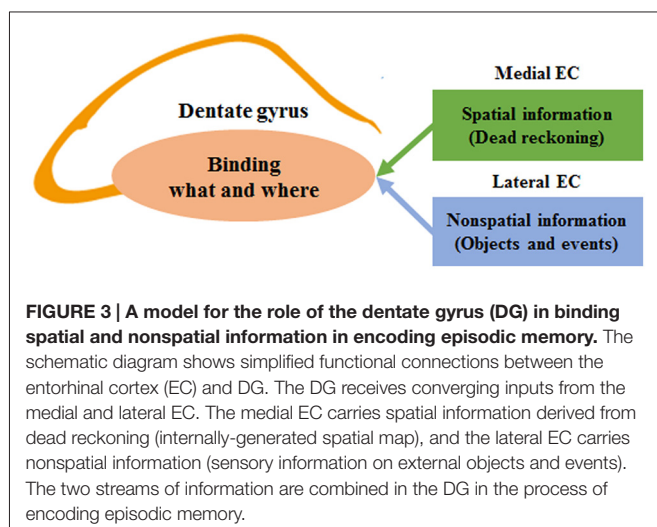 Medial EC
Dentate gyrus
Spatial information
(Dead reckoning)
Binding
what and where
Lateral EC
Nonspatial information
(Objects and events)
FIGURE 3 | A model for the role of the dentate gyrus (DG) in binding
spatial and nonspatial information in encoding episodic memory. The
schematic diagram shows simplified functional connections between the
entorhinal cortex (EC) and DG. The DG receives converging inputs from the
medial and lateral EC. The medial EC carries spatial information derived from
dead reckoning (internally-generated spatial map), and the lateral EC carries
nonspatial information (sensory information on external objects and events).
The two streams of information are combined in the DG in the process of
encoding episodic memory.